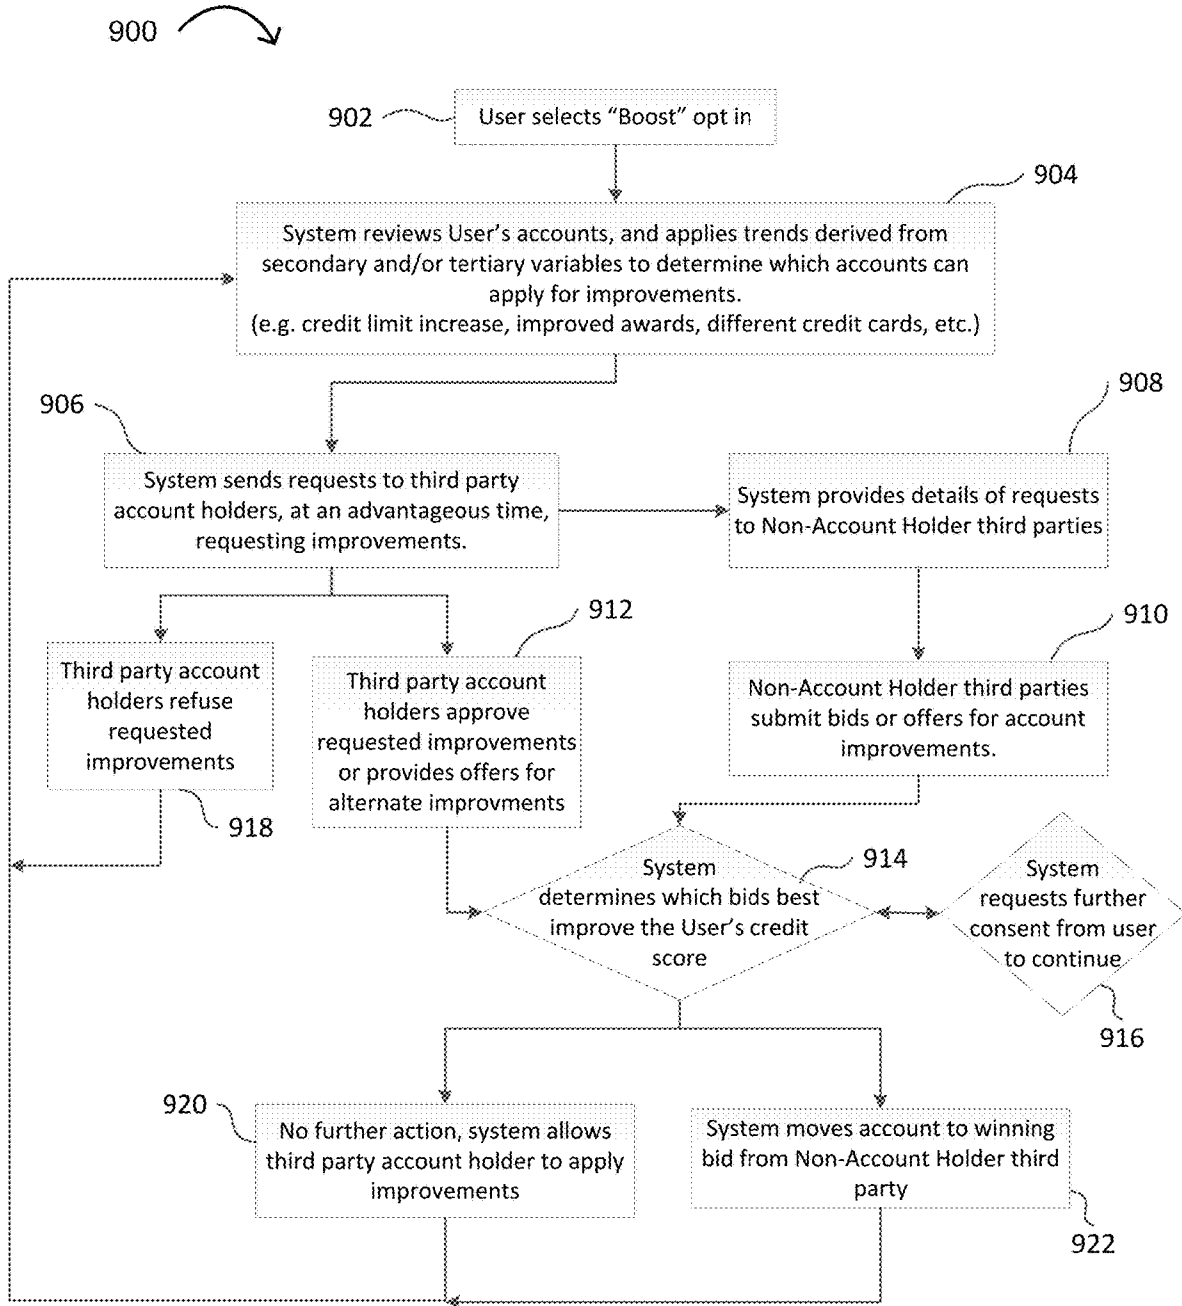 900
902
User selects “Boost” opt in
904
System reviews User’s accounts, and applies trends derived from
secondary and/or tertiary variables to determine which accounts can
apply for improvements.
(e.g. credit limit increase, improved awards, different credit cards, etc.)
906
System sends requests to third party
account holders, at an advantageous time,
requesting improvements.
908
System provides details of requests
to Non-Account Holder third parties
918
Third party account
holders refuse
requested
improvements
912
Third party account
holders approve
requested improvements
or provides offers for
alternate improvments
910
Non-Account Holder third parties
submit bids or offers for account
improvements.
914
System
determines which bids best
improve the User’s credit
score
System
requests further
consent from user
to continue
916
920
No further action, system allows
third party account holder to apply
improvements
System moves account to winning
bid from Non-Account Holder third
party
922